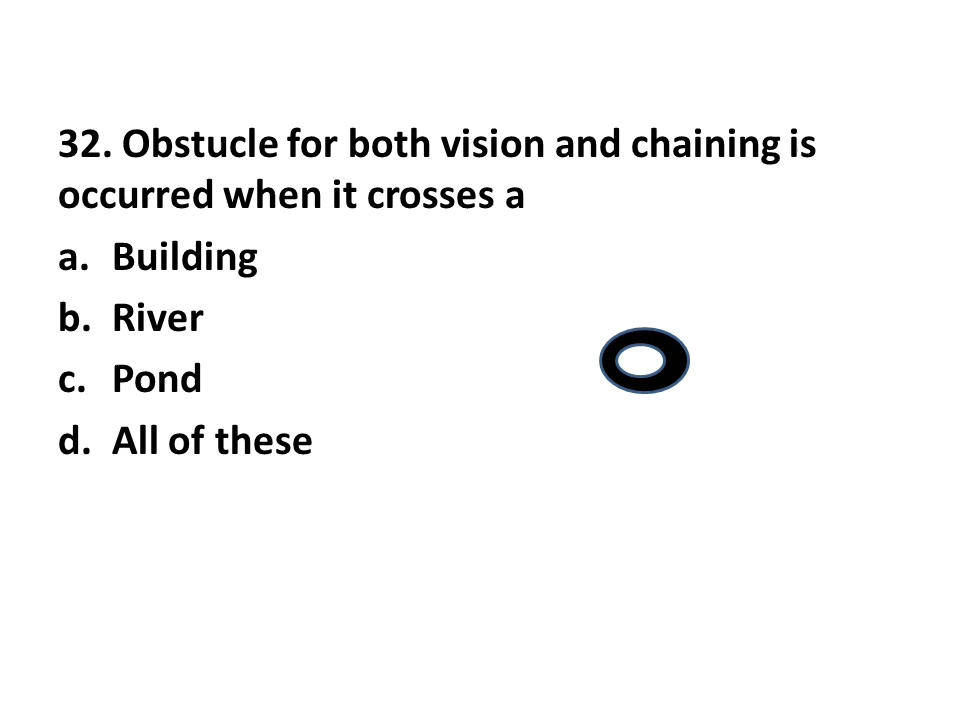 32. Obstucle for both vision and chaining is
occurred when it crosses a
a. Building
b. River
c. Pond
d. All of these